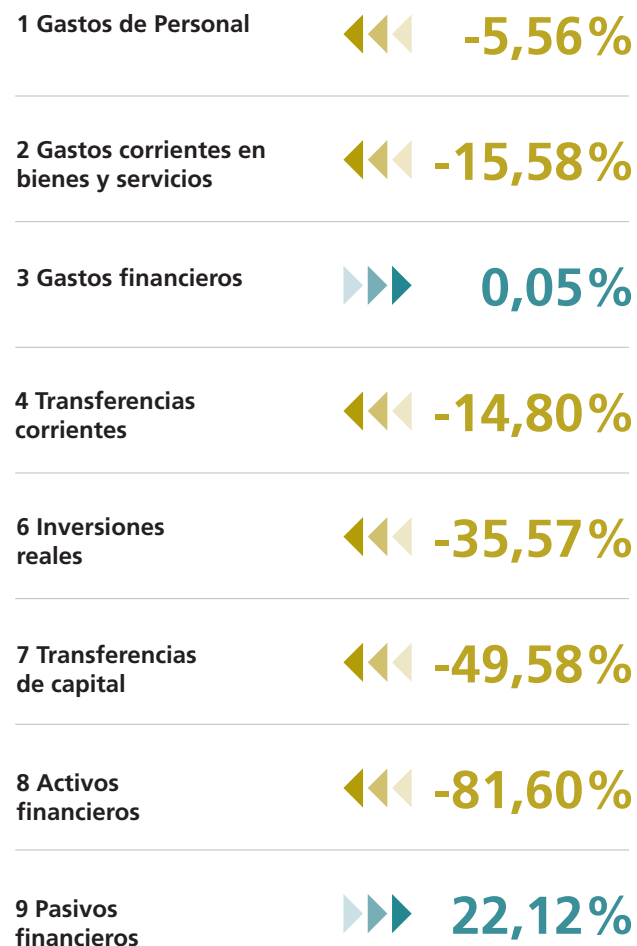 1 Gastos de Personal
-5,56%
2 Gastos corrientes en
bienes y servicios
-15,58%
3 Gastos financieros
0,05%
4 Transferencias
corrientes
-14,80%
6 Inversiones
reales
-35,57%
7 Transferencias
de capital
-49,58%
8 Activos
financieros
-81,60%
9 Pasivos
financieros
22,12%